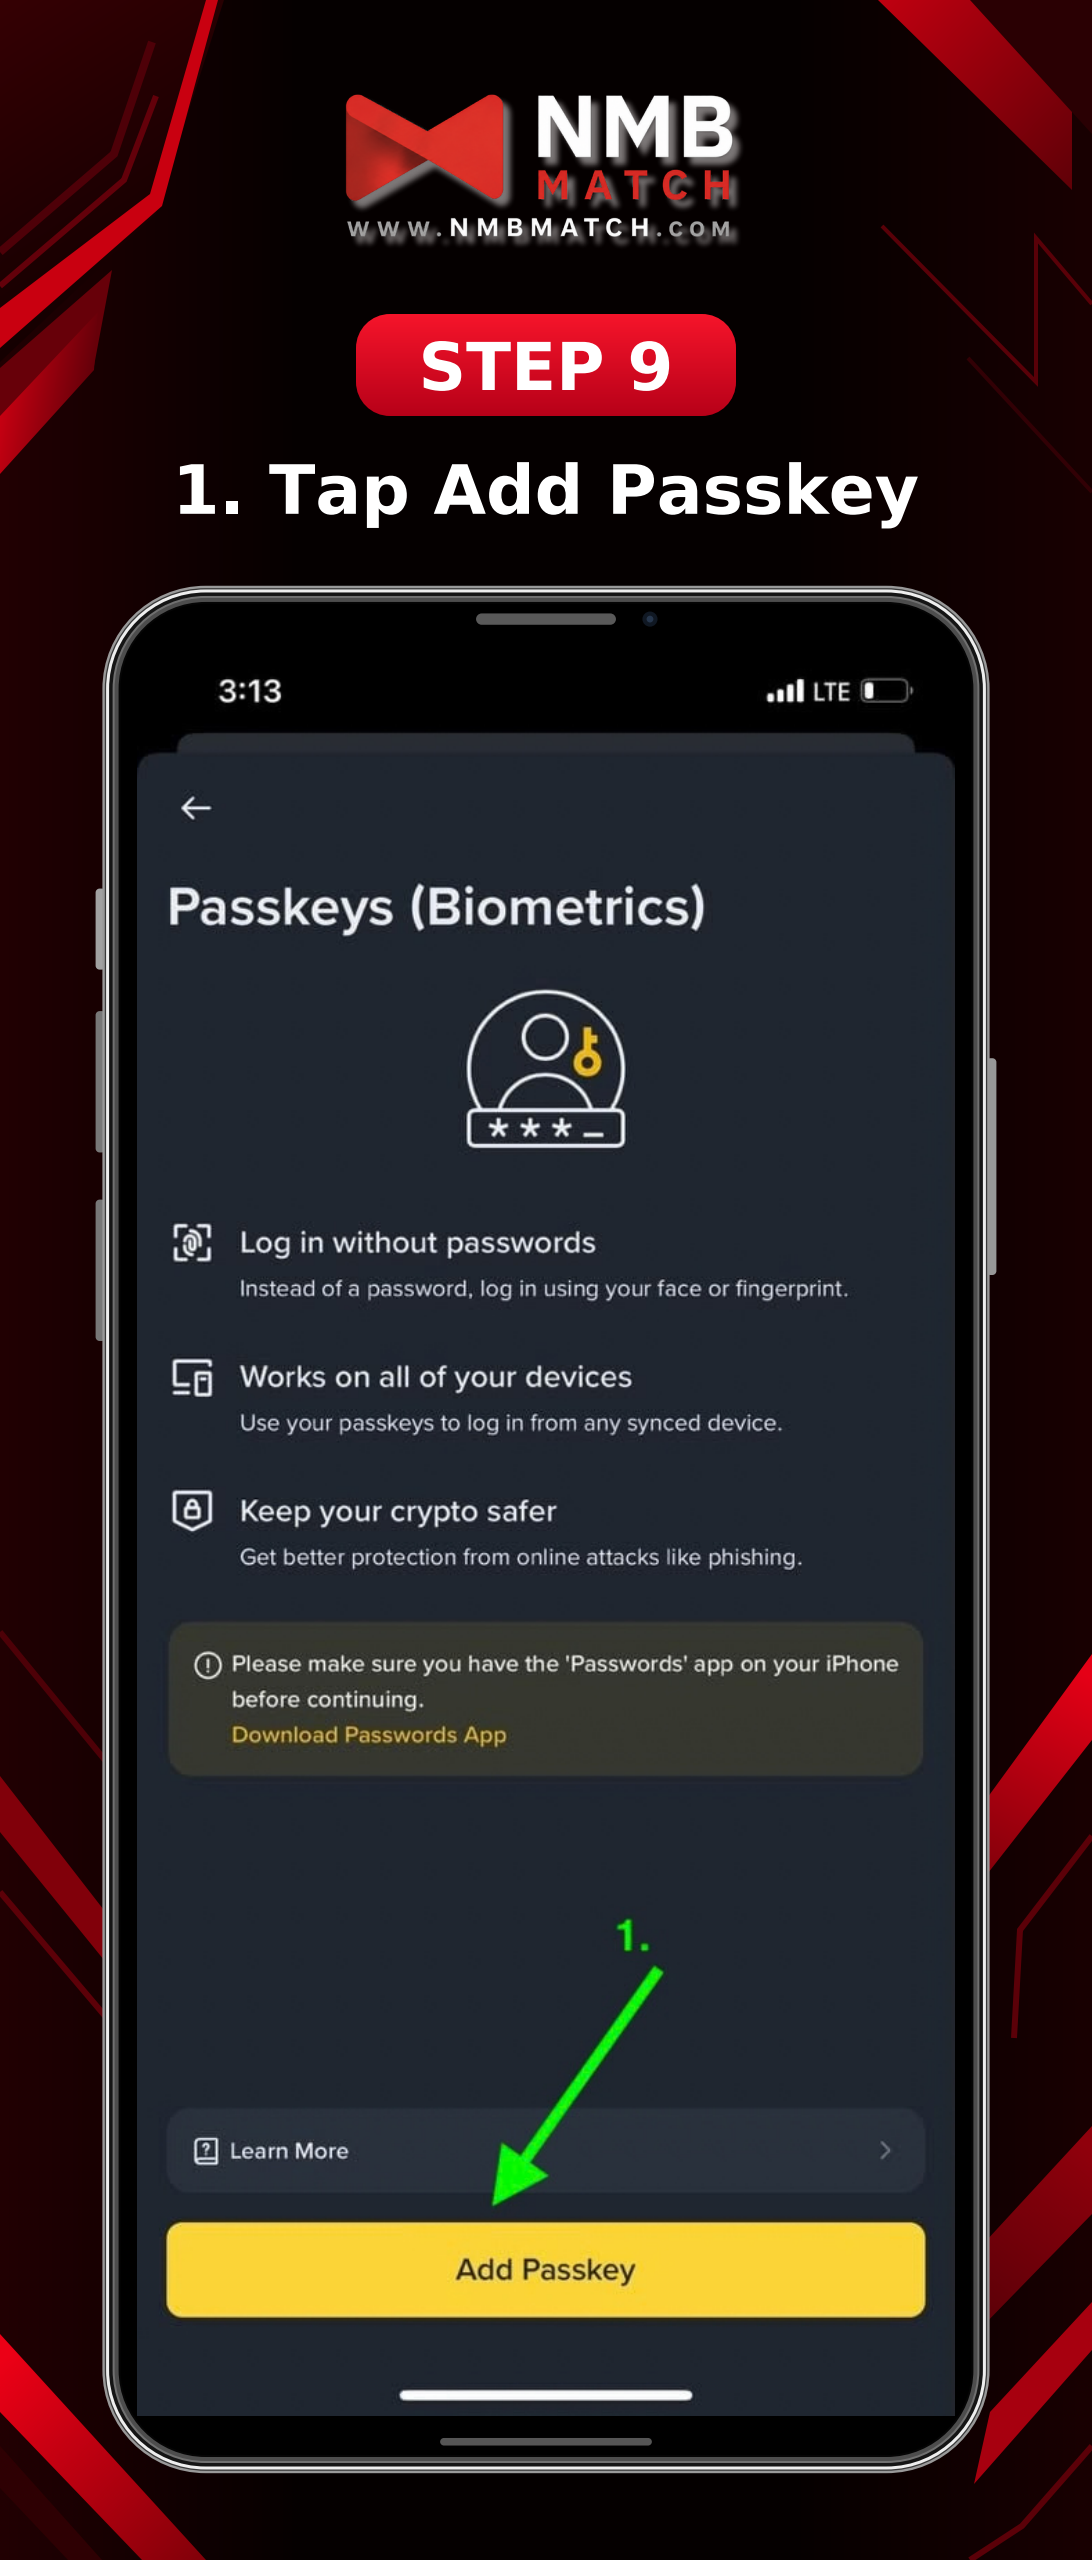 NMB
MATCH
www.NMBMATCH.COM
STEP 9
1. Tap Add Passkey
3:13
LTE
Passkeys (Biometrics)
***_
Log in without passwords
Instead of a password, log in using your face or fingerprint.
Works on all of your devices
Use your passkeys to log in from any synced device.
Keep your crypto safer
Get better protection from online attacks like phishing.
Please make sure you have the 'Passwords' app on your iPhone
before continuing.
Download Passwords App
1.
Learn More
Add Passkey